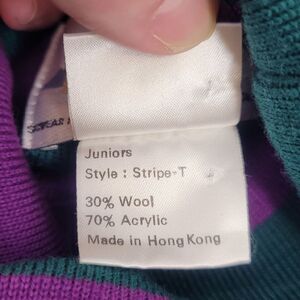 Juniors
Style : Stripe-T
30% Wool
70% Acrylic
Made in Hong Kong